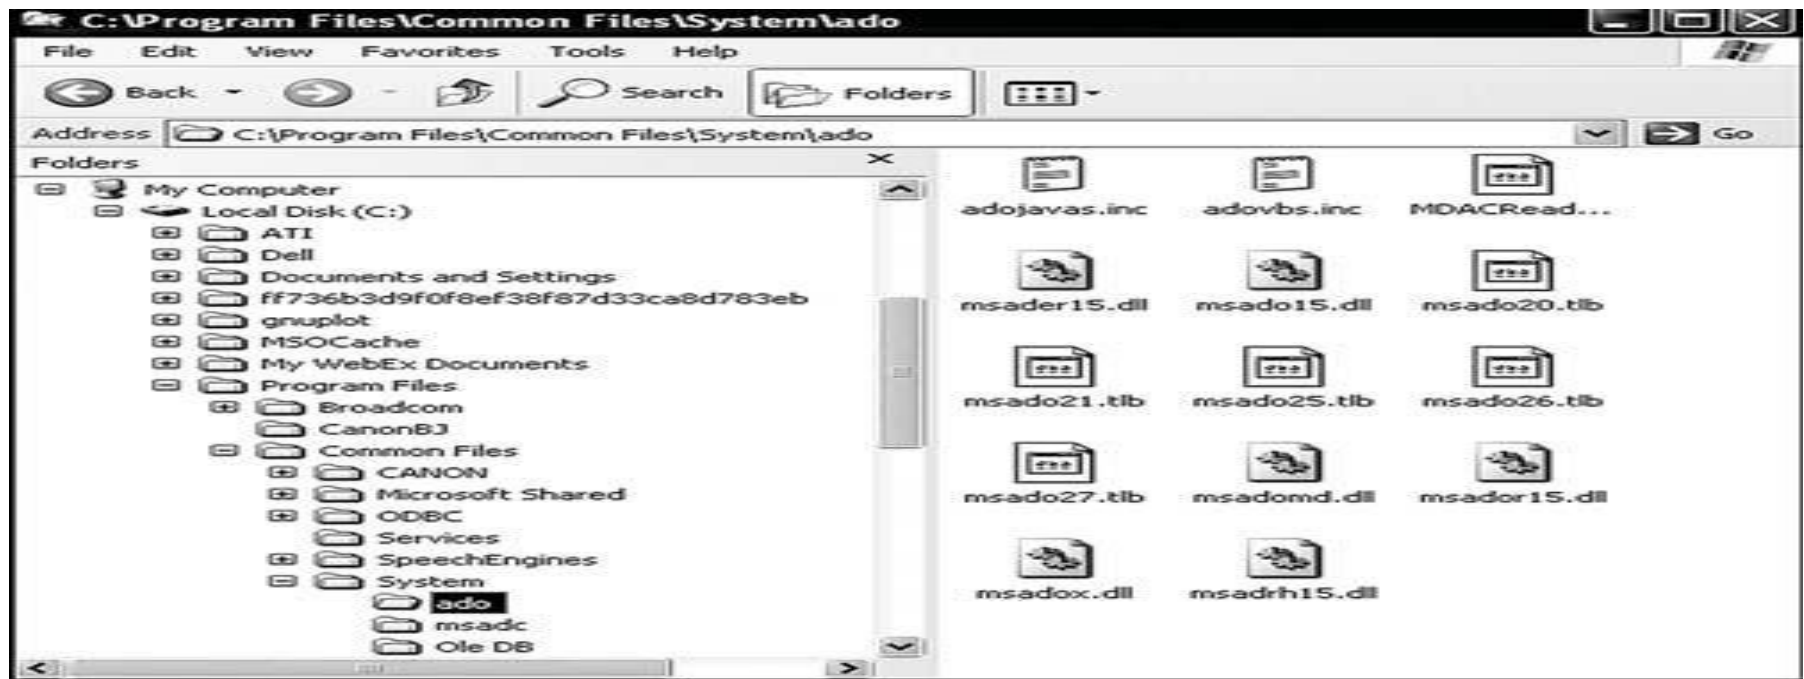 C:\Program Files\Common Files\System\ado
File Edit View Favorites Tools Help
Back Search Folders
Address C:\Program Files\Common Files\System\ado Go
Folders
My Computer
Local Disk (C:)
ATI
Dell
Documents and Settings
ff736b3d9f0f8ef38f87d33ca8d783eb
gnuplot
MSOCache
My WebEx Documents
Program Files
Broadcom
CanonBJ
Common Files
CANON
Microsoft Shared
ODBC
Services
SpeechEngines
System
ado
msadc
Ole DB
adojavas.inc adovbs.inc MDACRead...
msader15.dll msado15.dll msado20.tlb
msado21.tlb msado25.tlb msado26.tlb
msado27.tlb msadomd.dll msador15.dll
msadox.dll msadrh15.dll